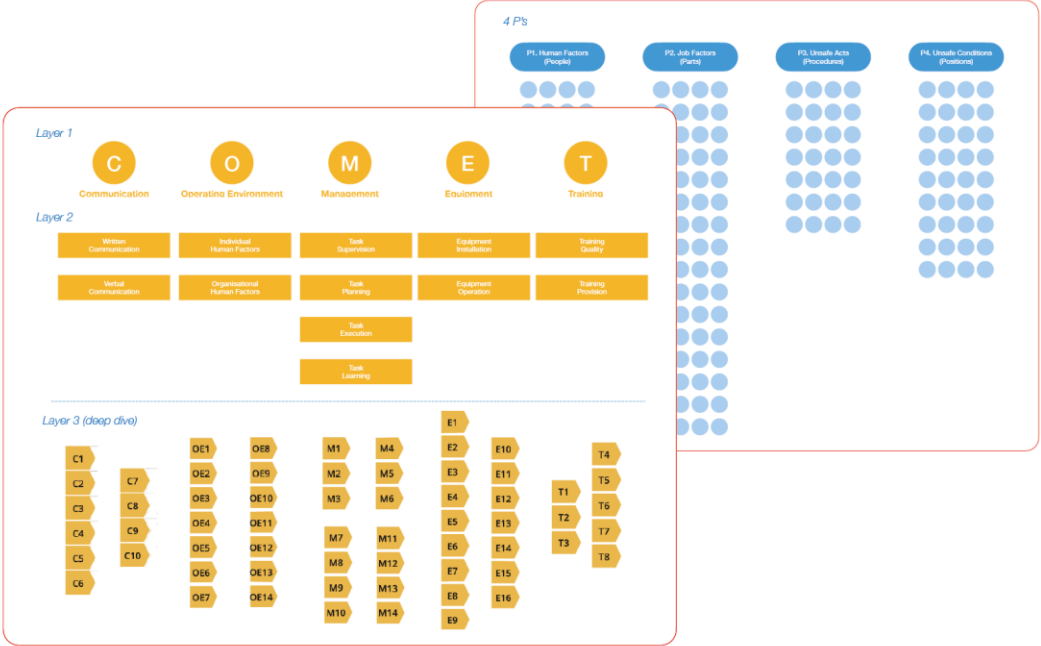 4 P's
P1. Human Factors
(People)
P2. Job Factors
(Parts)
P3. Unsafe Acts
(Procedures)
P4. Unsafe Conditions
(Positions)
Layer 1
C
O
M
E
T
Communication
Operating Environment
Management
Equipment
Training
Layer 2
Written
Communication
Individual
Human Factors
Task
Supervision
Equipment
Installation
Training
Quality
Verbal
Communication
Organisational
Human Factors
Task
Planning
Equipment
Operation
Training
Provision
Task
Execution
Task
Learning
Layer 3 (deep dive)
C1
C2
C3
C4
C5
C6
C7
C8
C9
C10
OE1
OE2
OE3
OE4
OE5
OE6
OE7
OE8
OE9
OE10
OE11
OE12
OE13
OE14
M1
M2
M3
M4
M5
M6
M7
M8
M9
M10
M11
M12
M13
M14
E1
E2
E3
E4
E5
E6
E7
E8
E9
E10
E11
E12
E13
E14
E15
E16
T1
T2
T3
T4
T5
T6
T7
T8